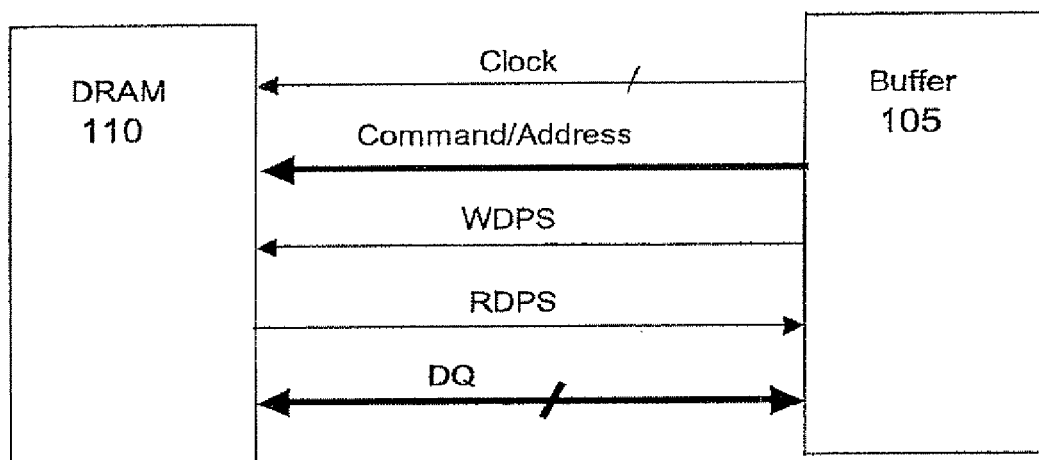 DRAM
110
Clock
Command/Address
WDPS
RDPS
DQ
Buffer
105